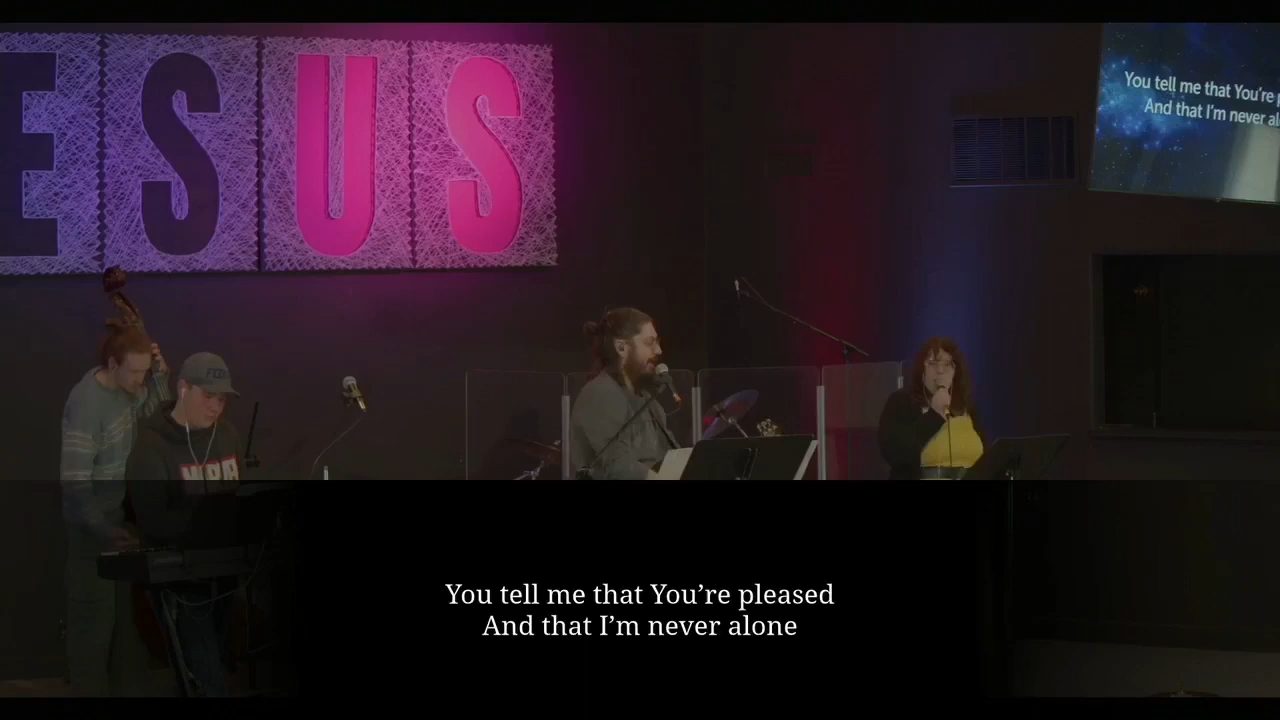 ESUS
You tell me that You're
And that I'm never
You tell me that You’re pleased
And that I’m never alone